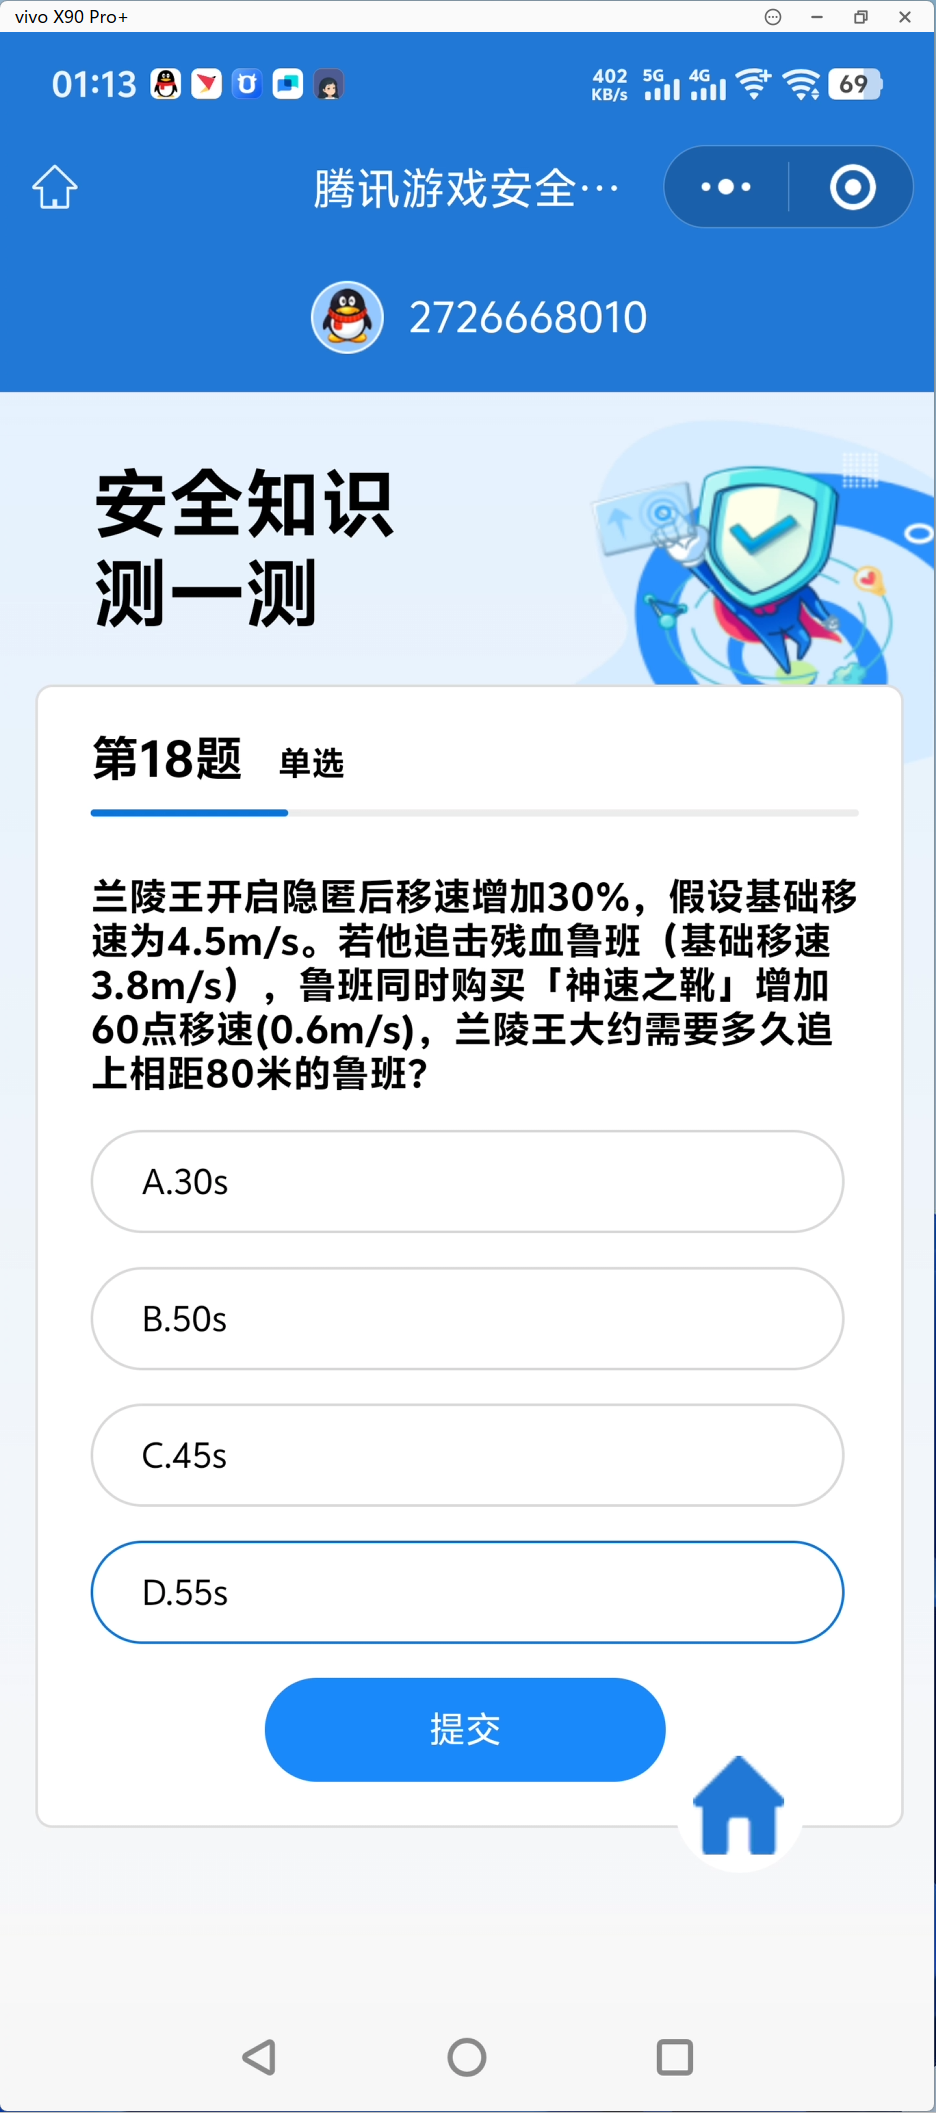 vivo X90 Pro+
01:13
402 KB/s 5G 4G 69
腾讯游戏安全…
2726668010
安全知识
测一测
第18题 单选
兰陵王开启隐匿后移速增加30%，假设基础移
速为4.5m/s。若他追击残血鲁班（基础移速
3.8m/s），鲁班同时购买「神速之靴」增加
60点移速(0.6m/s)，兰陵王大约需要多久追
上相距80米的鲁班？
A.30s
B.50s
C.45s
D.55s
提交